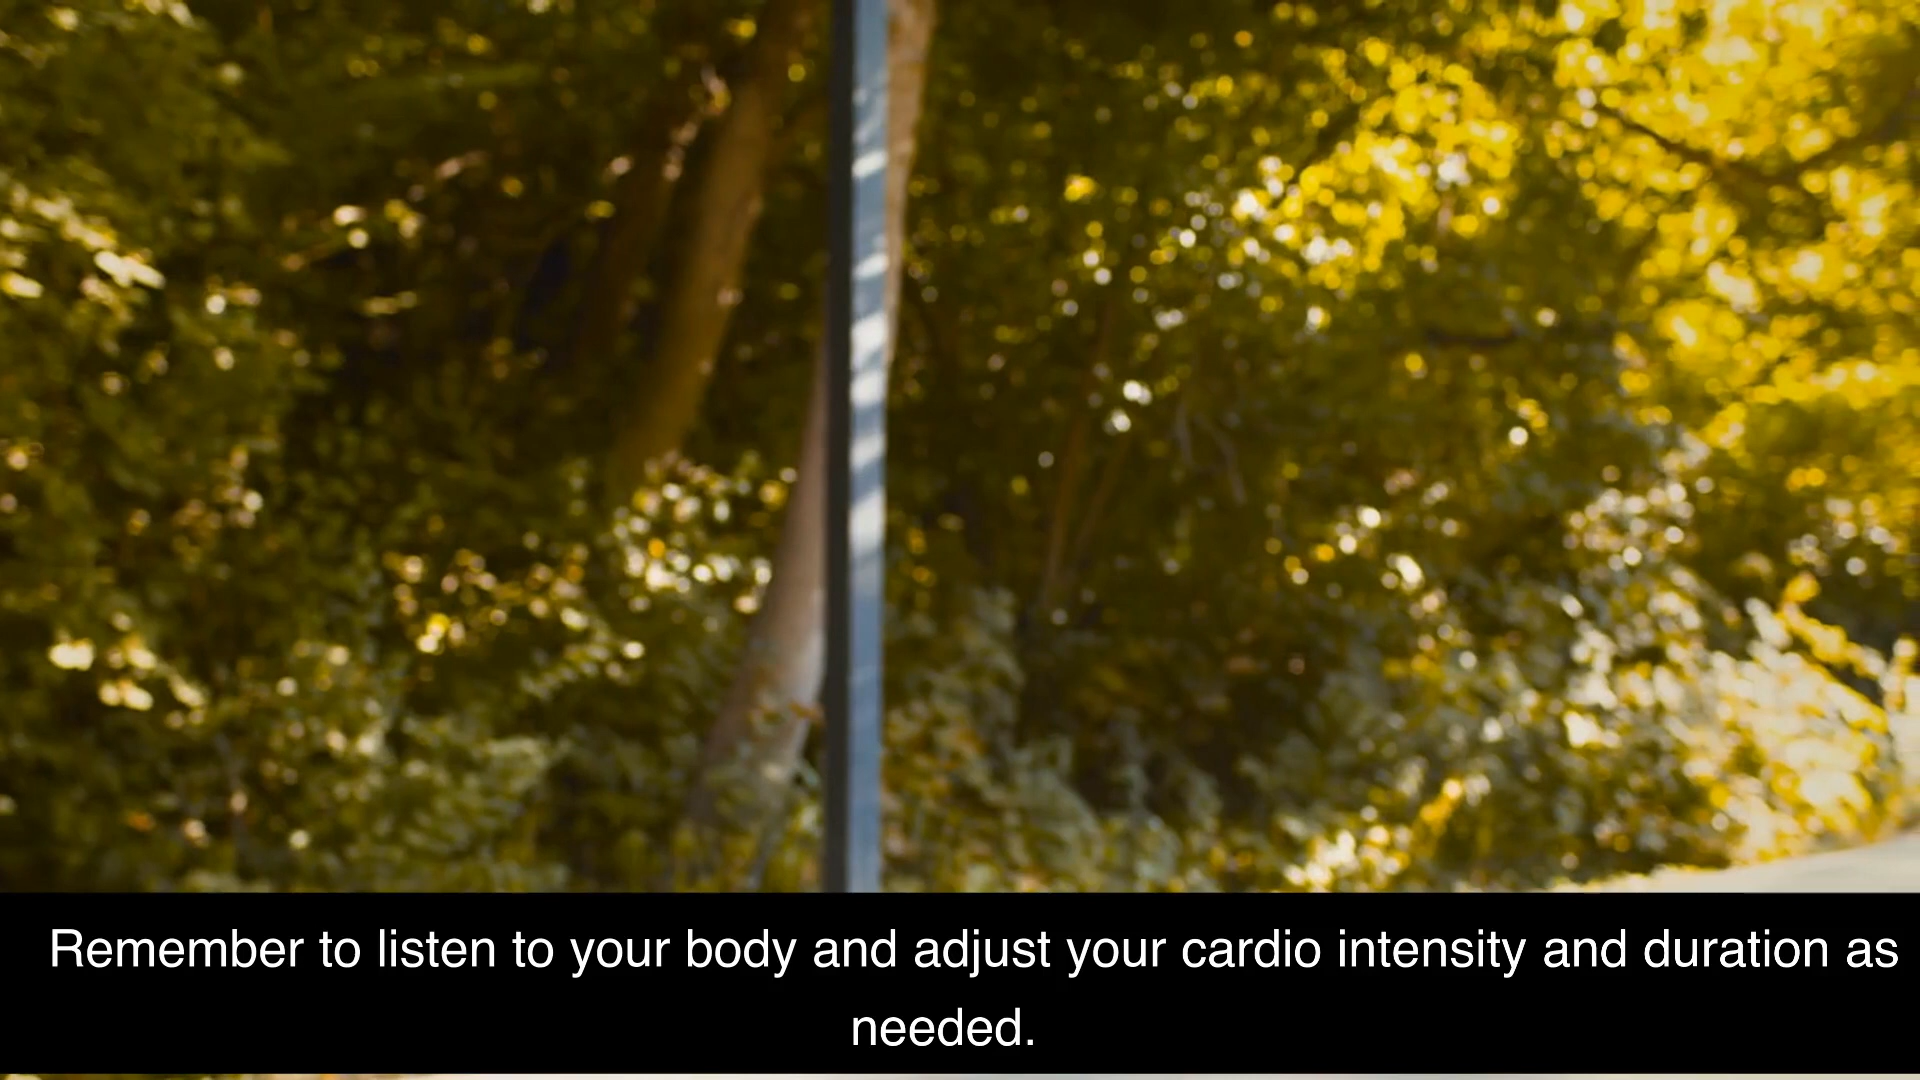 Remember to listen to your body and adjust your cardio intensity and duration as
needed.